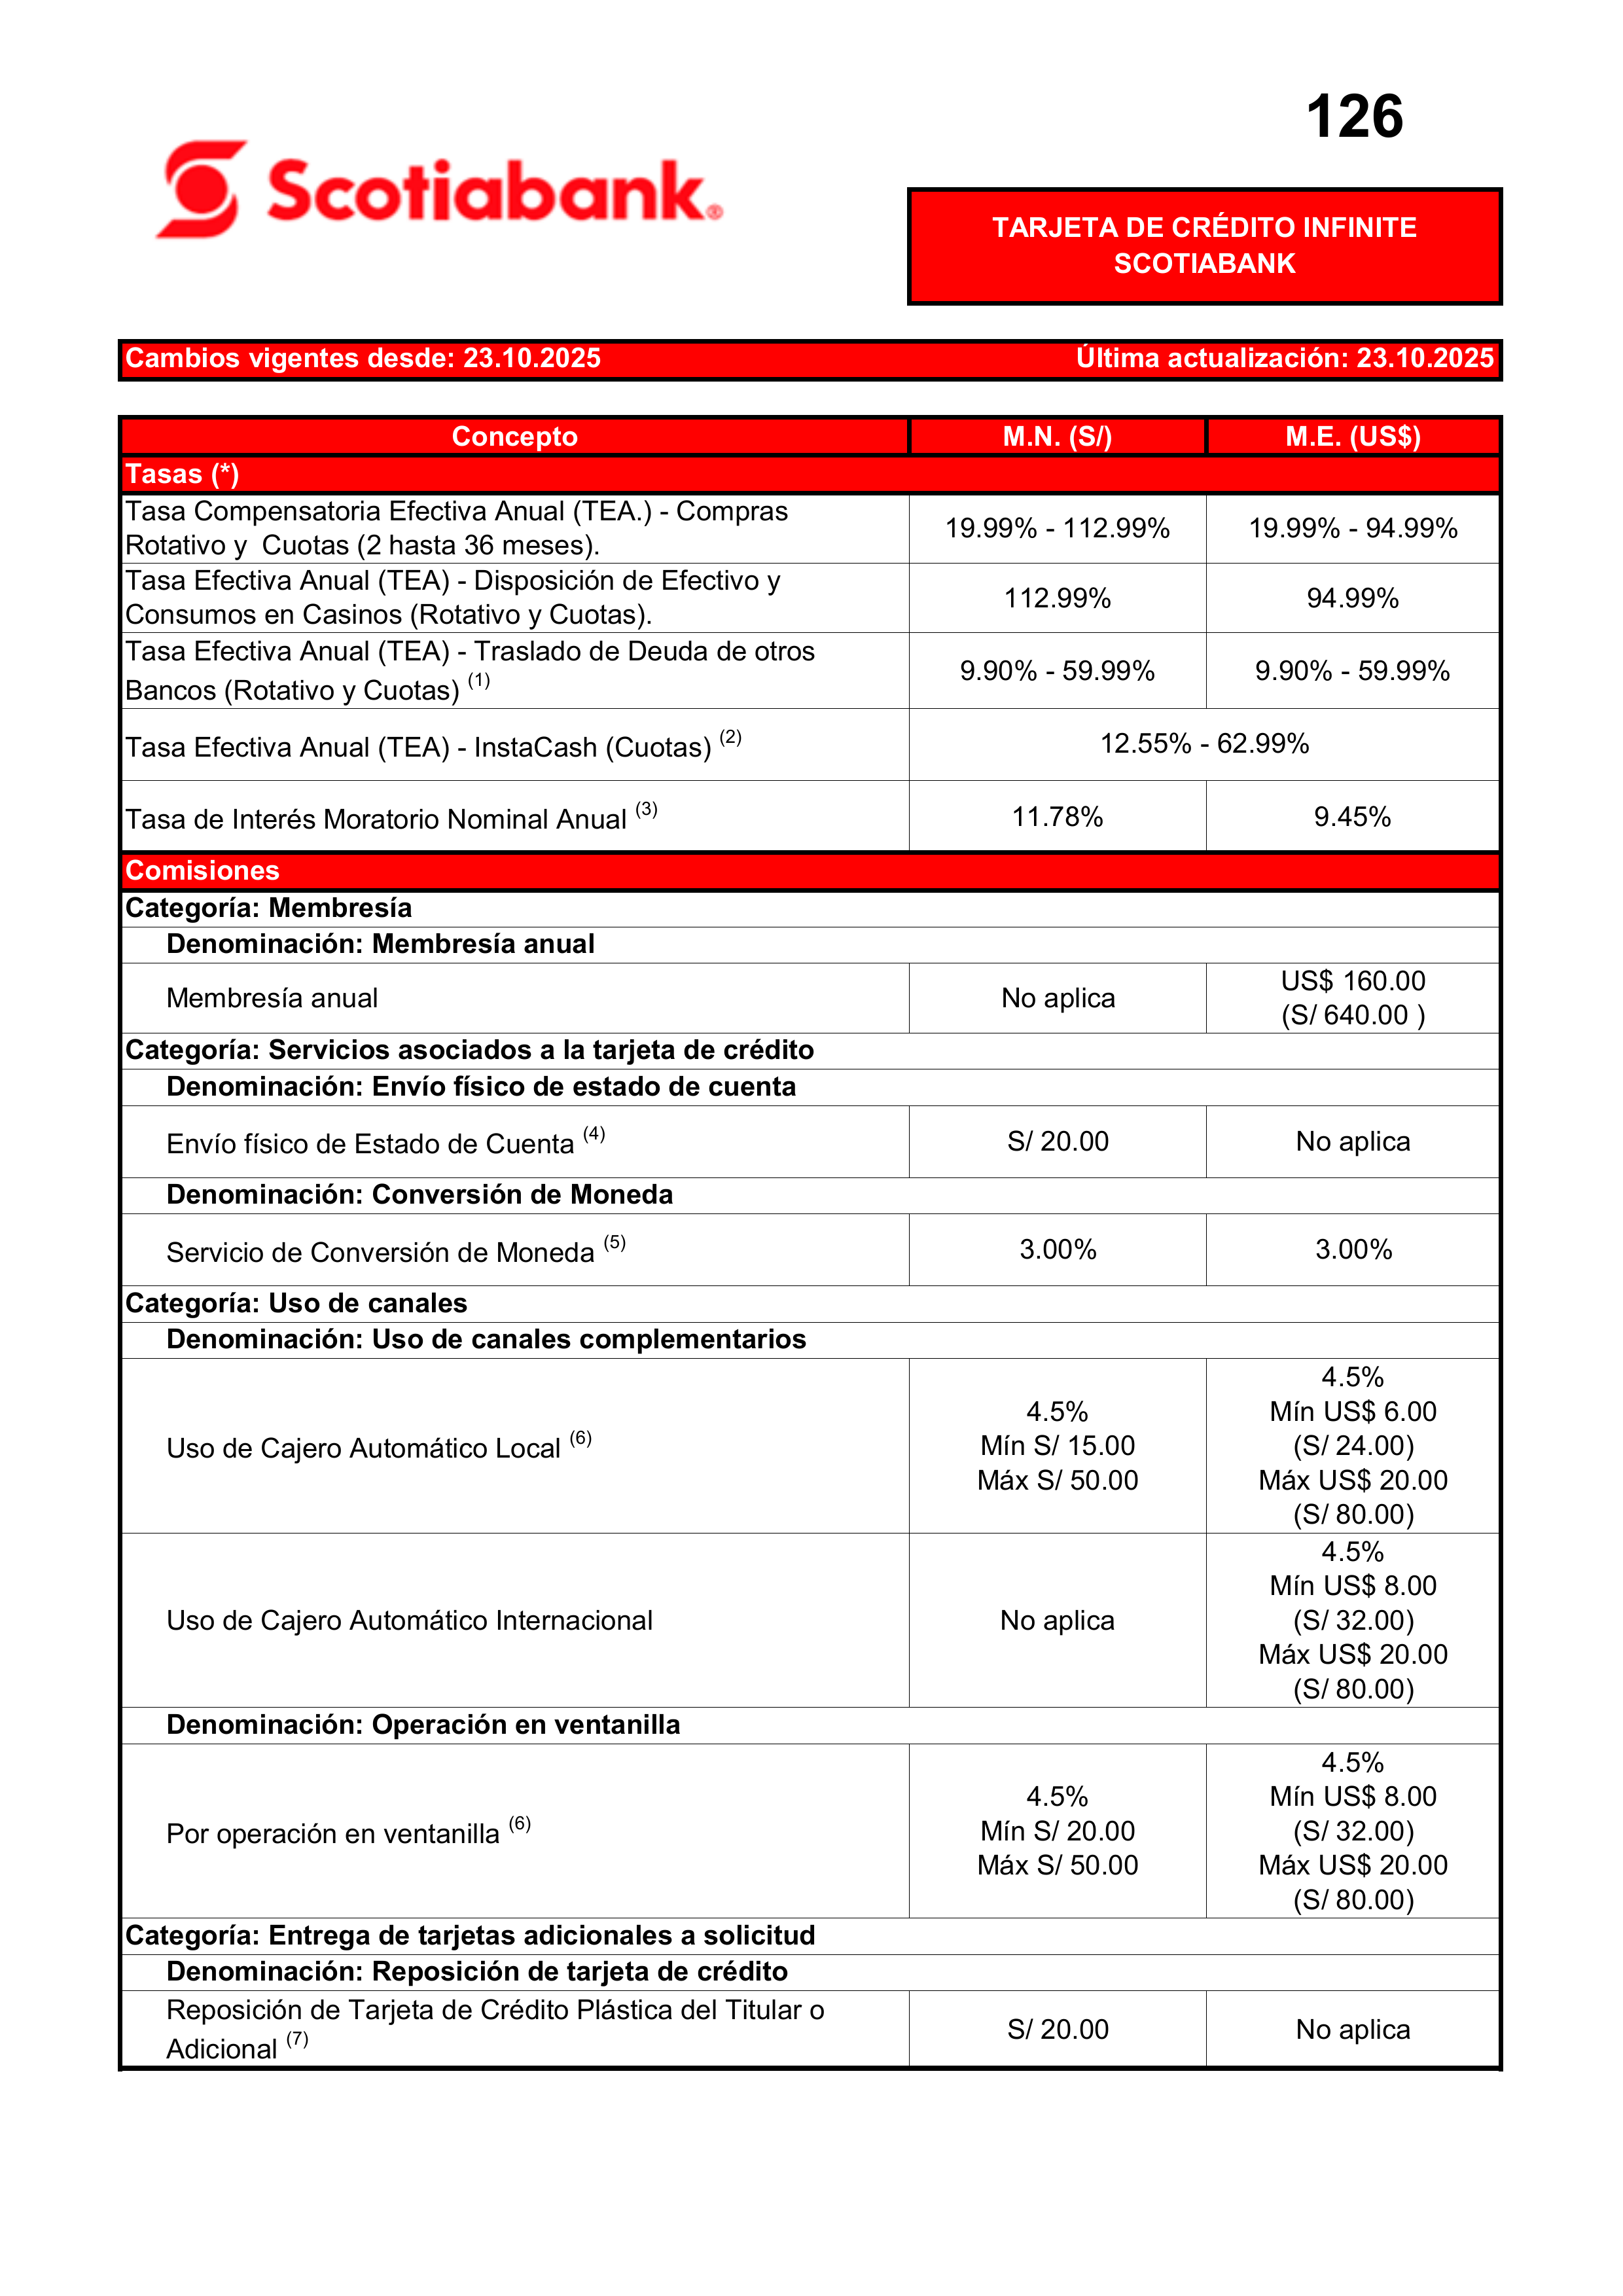 126
Scotiabank®
TARJETA DE CRÉDITO INFINITE
SCOTIABANK
Cambios vigentes desde: 23.10.2025 Última actualización: 23.10.2025
Concepto M.N. (S/) M.E. (US$)
Tasas (*)
Tasa Compensatoria Efectiva Anual (TEA.) - Compras
Rotativo y  Cuotas (2 hasta 36 meses).
19.99% - 112.99% 19.99% - 94.99%
Tasa Efectiva Anual (TEA) - Disposición de Efectivo y
Consumos en Casinos (Rotativo y Cuotas).
112.99% 94.99%
Tasa Efectiva Anual (TEA) - Traslado de Deuda de otros
Bancos (Rotativo y Cuotas) (1)
9.90% - 59.99% 9.90% - 59.99%
Tasa Efectiva Anual (TEA) - InstaCash (Cuotas) (2) 12.55% - 62.99%
Tasa de Interés Moratorio Nominal Anual (3) 11.78% 9.45%
Comisiones
Categoría: Membresía
Denominación: Membresía anual
Membresía anual No aplica
US$ 160.00
(S/ 640.00 )
Categoría: Servicios asociados a la tarjeta de crédito
Denominación: Envío físico de estado de cuenta
Envío físico de Estado de Cuenta (4) S/ 20.00 No aplica
Denominación: Conversión de Moneda
Servicio de Conversión de Moneda (5) 3.00% 3.00%
Categoría: Uso de canales
Denominación: Uso de canales complementarios
Uso de Cajero Automático Local (6)
4.5%
Mín S/ 15.00
Máx S/ 50.00
4.5%
Mín US$ 6.00
(S/ 24.00)
Máx US$ 20.00
(S/ 80.00)
Uso de Cajero Automático Internacional No aplica
4.5%
Mín US$ 8.00
(S/ 32.00)
Máx US$ 20.00
(S/ 80.00)
Denominación: Operación en ventanilla
Por operación en ventanilla (6)
4.5%
Mín S/ 20.00
Máx S/ 50.00
4.5%
Mín US$ 8.00
(S/ 32.00)
Máx US$ 20.00
(S/ 80.00)
Categoría: Entrega de tarjetas adicionales a solicitud
Denominación: Reposición de tarjeta de crédito
Reposición de Tarjeta de Crédito Plástica del Titular o
Adicional (7)
S/ 20.00 No aplica